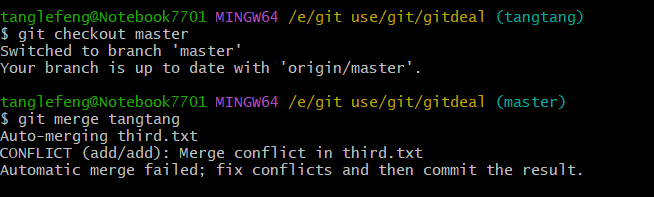 tanglefeng@Notebook7701 MINGW64 /e/git use/git/gitdeal (tangtang)
$ git checkout master
Switched to branch 'master'
Your branch is up to date with 'origin/master'.
tanglefeng@Notebook7701 MINGW64 /e/git use/git/gitdeal (master)
$ git merge tangtang
Auto-merging third.txt
CONFLICT (add/add): Merge conflict in third.txt
Automatic merge failed; fix conflicts and then commit the result.